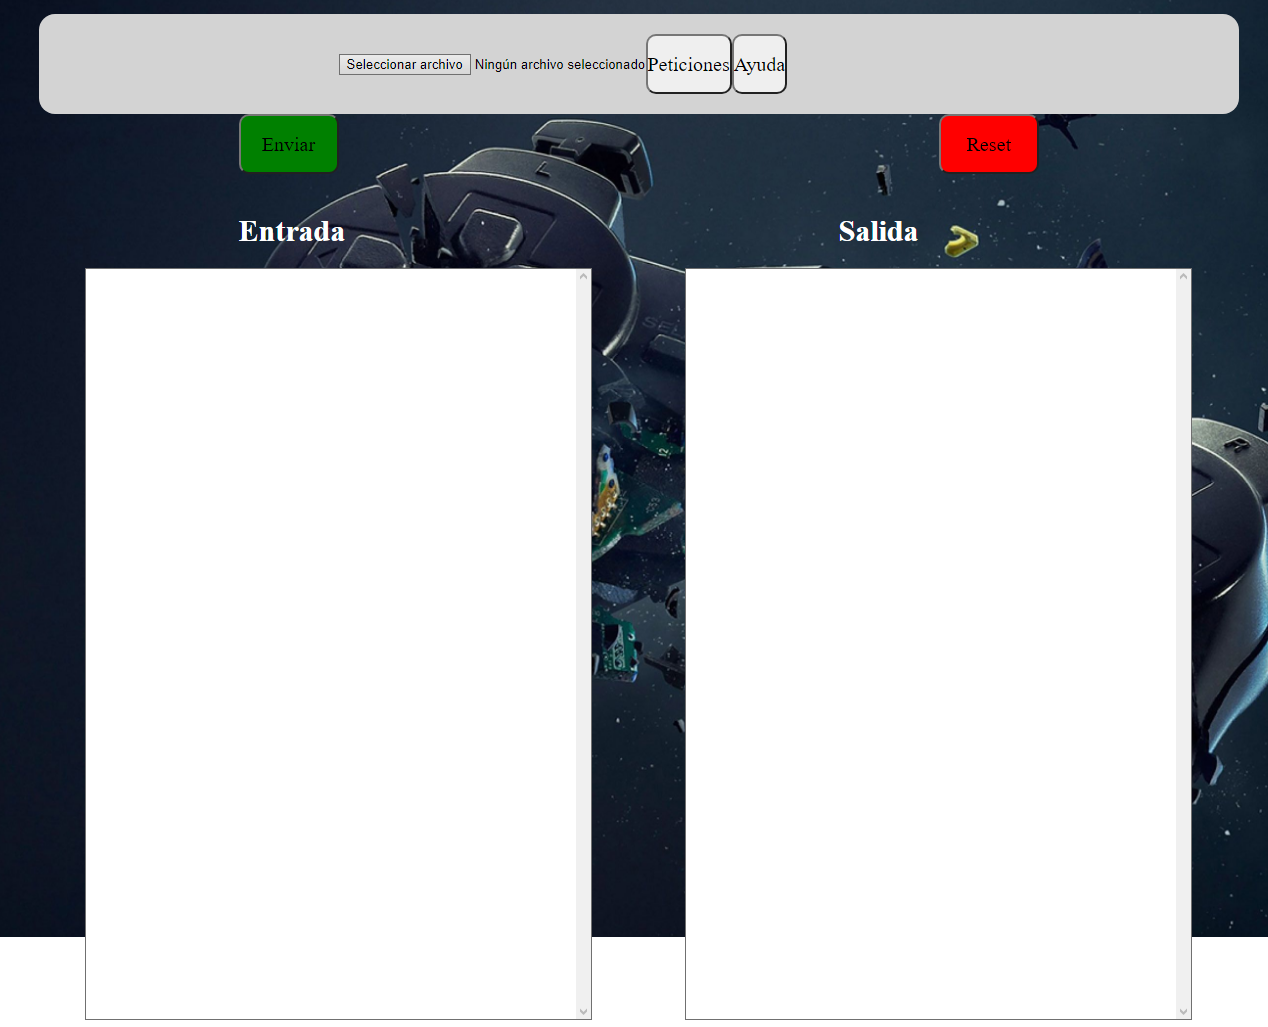 Seleccionar archivo Ningún archivo seleccionado Peticiones Ayuda
Enviar Reset
Entrada Salida
L
R